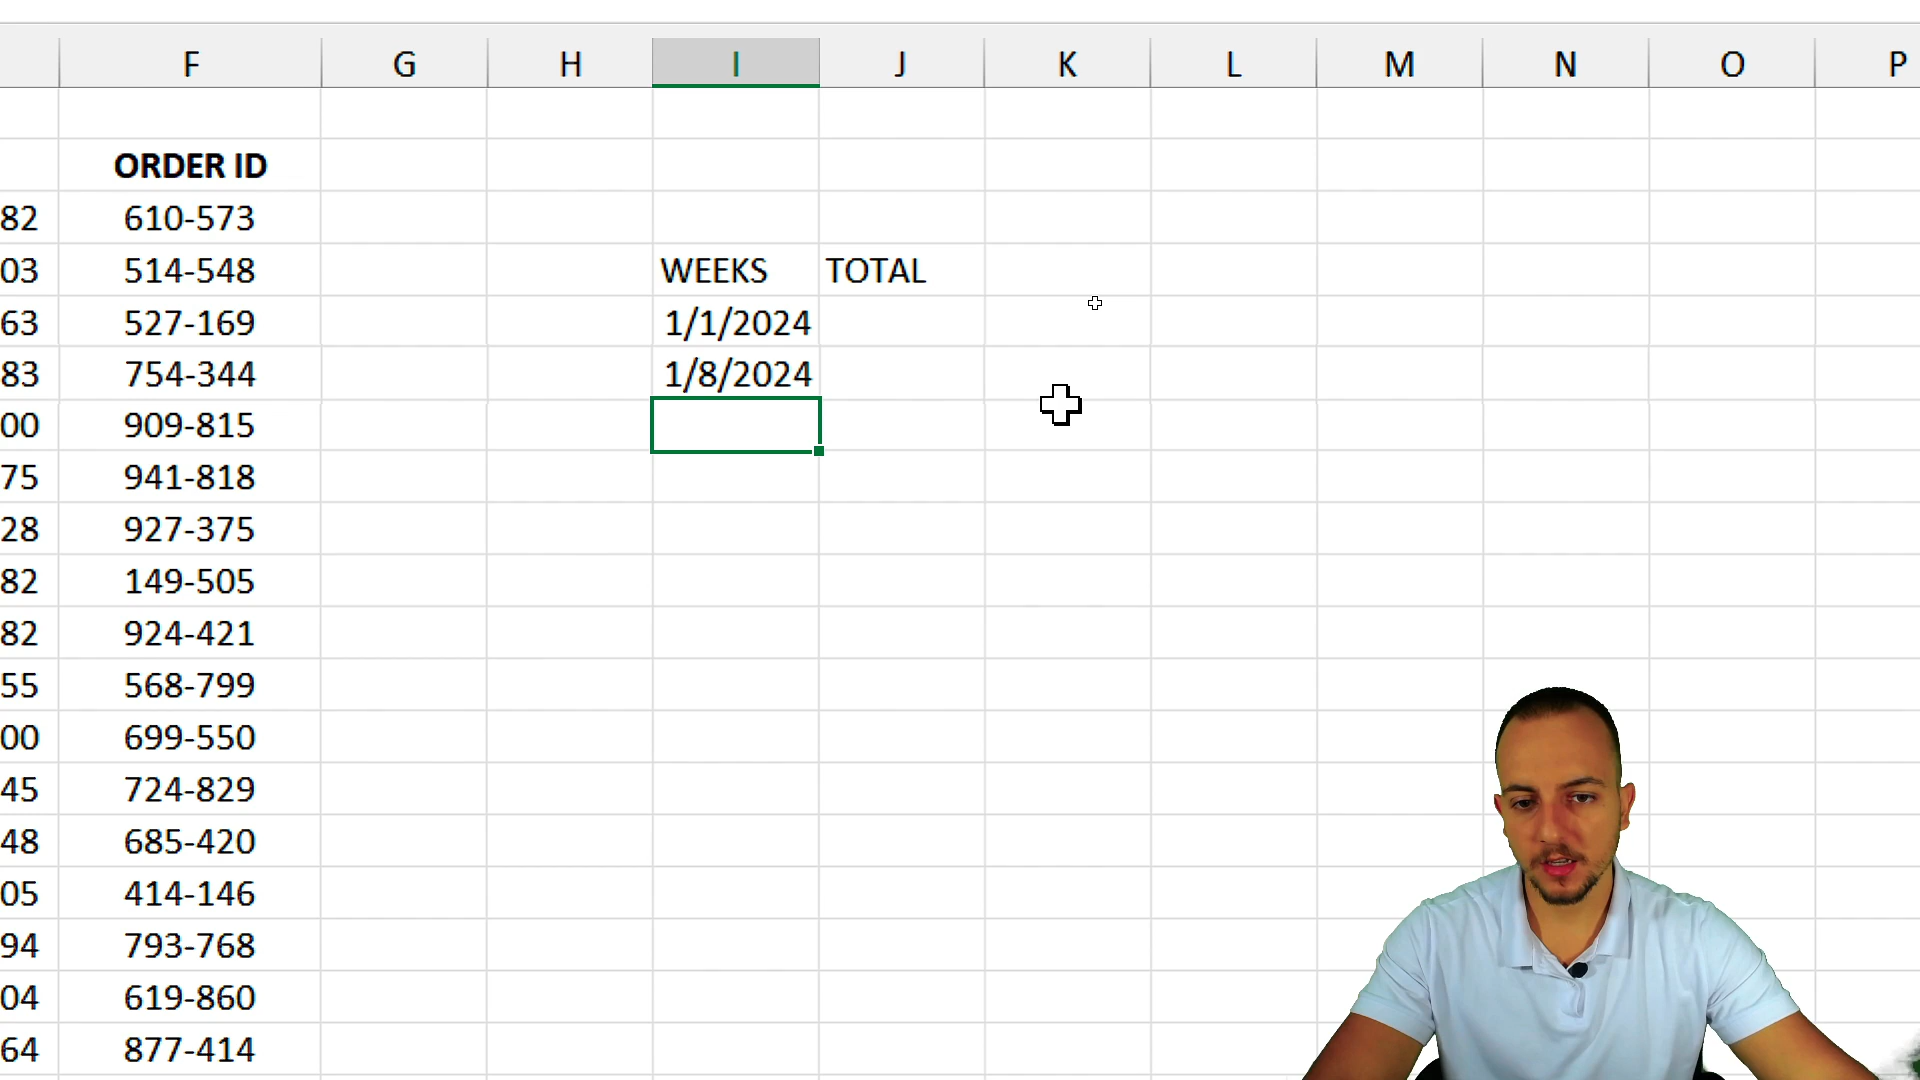 F G H I J K L M N O P
ORDER ID
82 610-573
03 514-548 WEEKS TOTAL
63 527-169 1/1/2024
83 754-344 1/8/2024
00 909-815
75 941-818
28 927-375
82 149-505
82 924-421
55 568-799
00 699-550
45 724-829
48 685-420
05 414-146
94 793-768
04 619-860
64 877-414